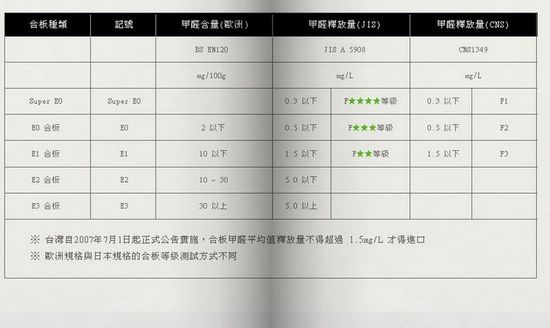 合板種類 記號 甲醛含量(歐洲) 甲醛釋放量(JIS) 甲醛釋放量(CNS)
BS EN120 JIS A 5908 CNS1349
mg/100g mg/L mg/L
Super E0 Super E0 0.3 以下 F★★★★等級 0.3 以下 F1
E0 合板 E0 2 以下 0.5 以下 F★★★等級 0.5 以下 F2
E1 合板 E1 10 以下 1.5 以下 F★★等級 1.5 以下 F3
E2 合板 E2 10 ~ 30 5.0 以下
E3 合板 E3 30 以上 5.0 以上
※ 台灣自2007年7月1日起正式公告實施，合板甲醛平均值釋放量不得超過 1.5mg/L 才得進口
※ 歐洲規格與日本規格的合板等級測試方式不同